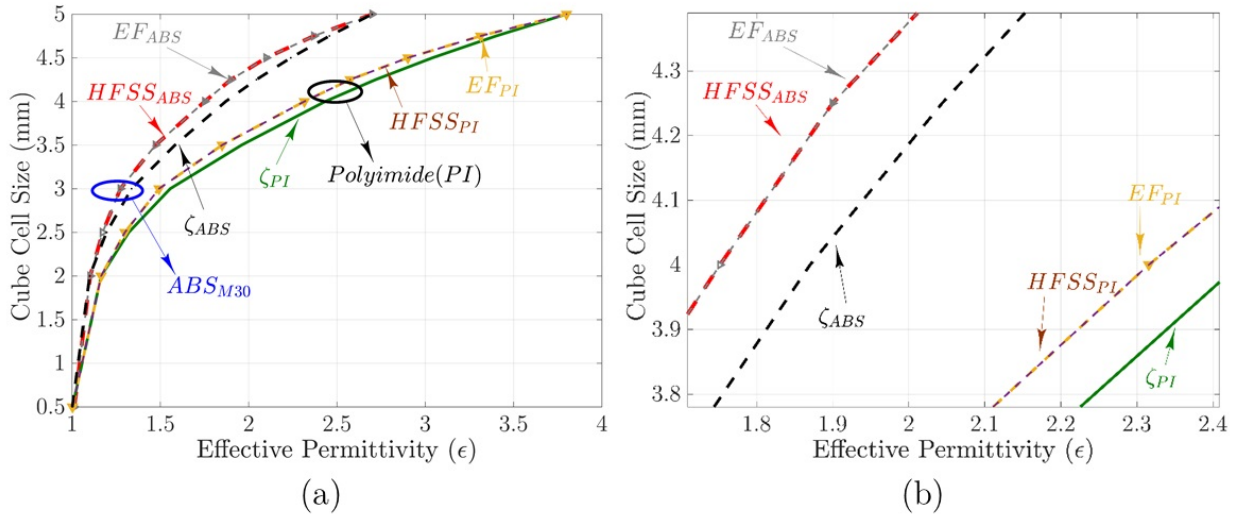 5
4.5
4
3.5
3
2.5
2
1.5
1
0.5
Cube Cell Size (mm)
EF_ABS
HFSS_ABS
EF_PI
HFSS_PI
ζ_PI
Polyimide(PI)
ζ_ABS
ABS_M30
1 1.5 2 2.5 3 3.5 4
Effective Permittivity (ϵ)
(a)
4.3
4.2
4.1
4
3.9
3.8
Cube Cell Size (mm)
EF_ABS
HFSS_ABS
EF_PI
HFSS_PI
ζ_ABS
ζ_PI
1.8 1.9 2 2.1 2.2 2.3 2.4
Effective Permittivity (ϵ)
(b)